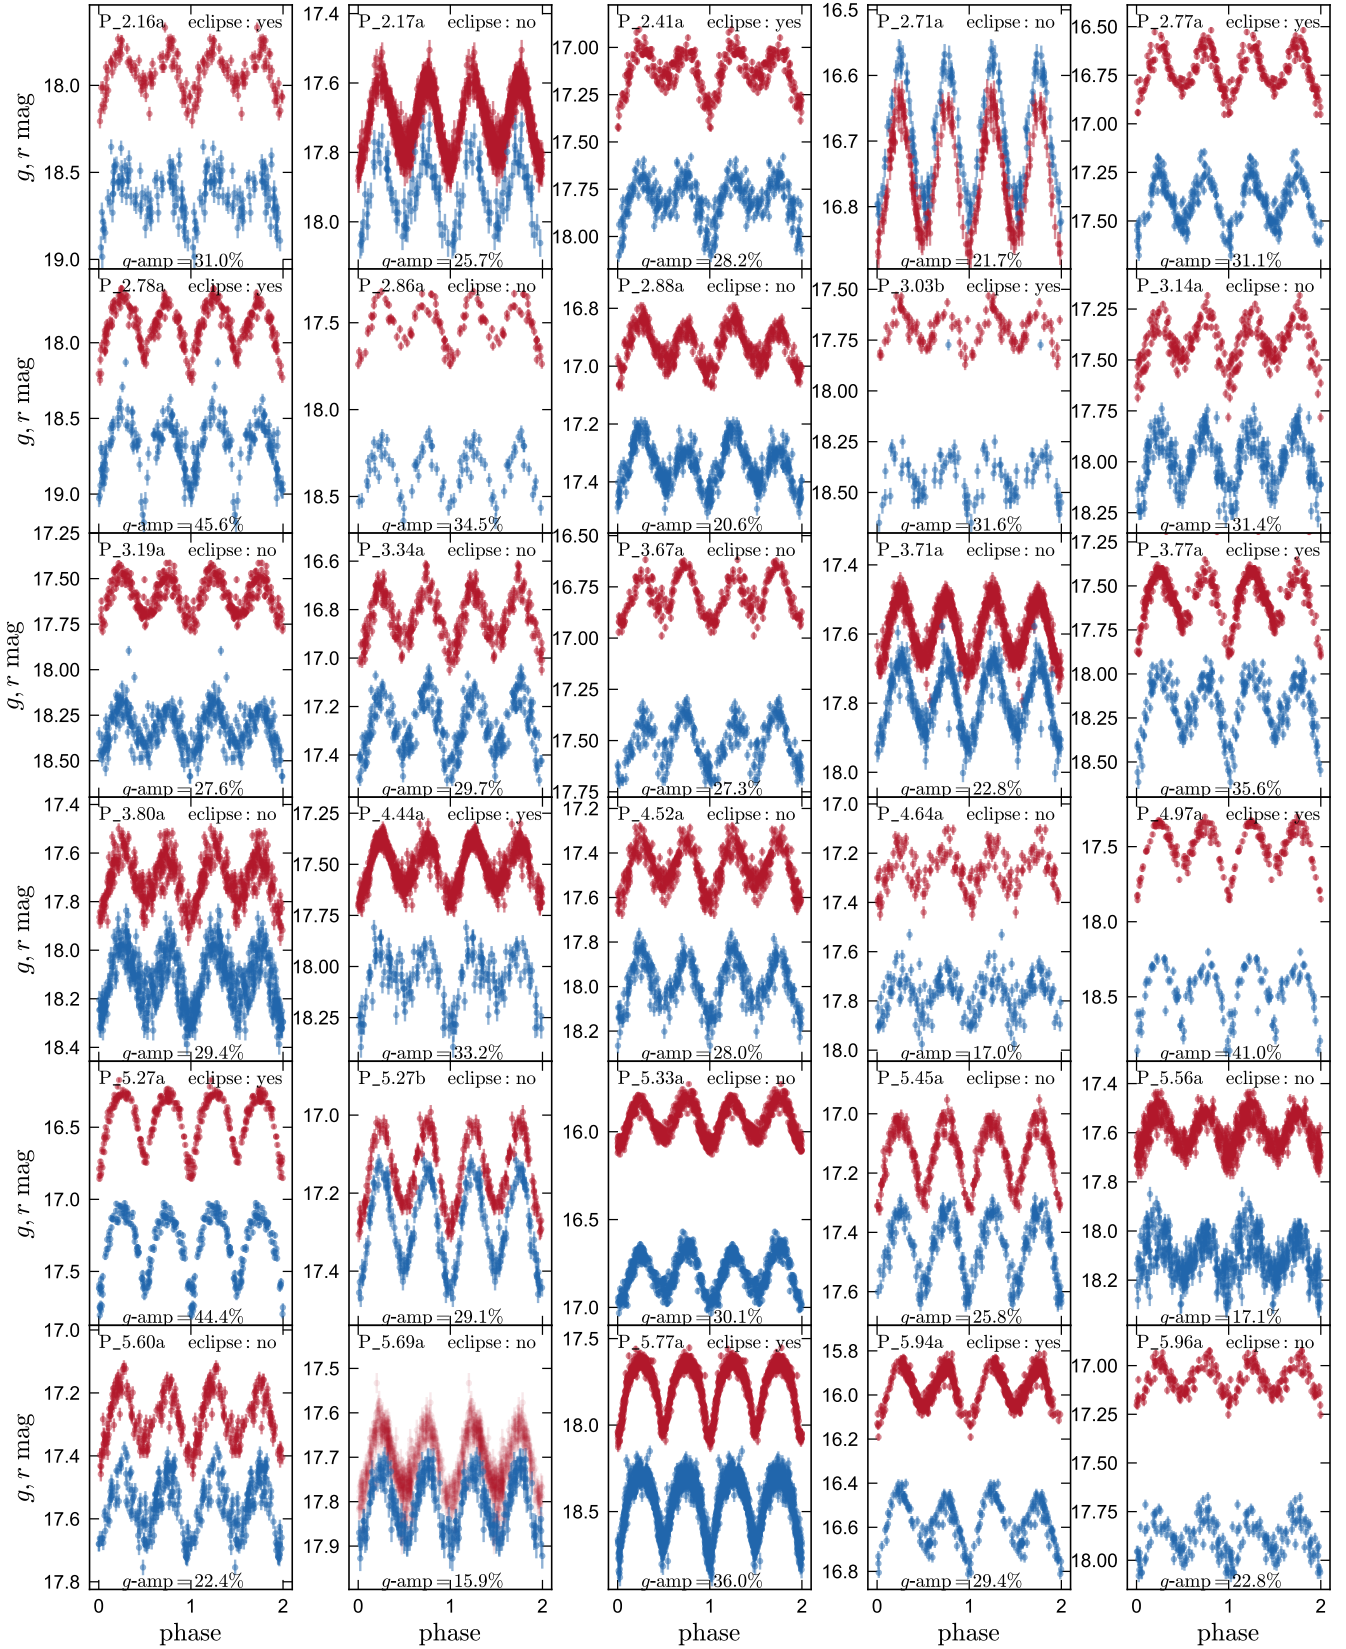 P_2.16a eclipse: yes
g, r mag
18.0
18.5
19.0
g-amp = 31.0%
P_2.17a eclipse: no
17.4
17.6
17.8
18.0
g-amp = 25.7%
P_2.41a eclipse: yes
17.00
17.25
17.50
17.75
18.00
g-amp = 28.2%
P_2.71a eclipse: no
16.5
16.6
16.7
16.8
g-amp = 21.7%
P_2.77a eclipse: yes
16.50
16.75
17.00
17.25
17.50
g-amp = 31.1%
P_2.78a eclipse: yes
g, r mag
18.0
18.5
19.0
g-amp = 45.6%
P_2.86a eclipse: no
17.5
18.0
18.5
g-amp = 34.5%
P_2.88a eclipse: no
16.8
17.0
17.2
17.4
g-amp = 20.6%
P_3.03b eclipse: yes
17.50
17.75
18.00
18.25
18.50
g-amp = 31.6%
P_3.14a eclipse: no
17.25
17.50
17.75
18.00
18.25
g-amp = 31.4%
P_3.19a eclipse: no
g, r mag
17.25
17.50
17.75
18.00
18.25
18.50
g-amp = 27.6%
P_3.34a eclipse: no
16.6
16.8
17.0
17.2
17.4
g-amp = 29.7%
P_3.67a eclipse: no
16.50
16.75
17.00
17.25
17.50
17.75
g-amp = 27.3%
P_3.71a eclipse: no
17.4
17.6
17.8
18.0
g-amp = 22.8%
P_3.77a eclipse: yes
17.25
17.50
17.75
18.00
18.25
18.50
g-amp = 35.6%
P_3.80a eclipse: no
g, r mag
17.4
17.6
17.8
18.0
18.2
18.4
g-amp = 29.4%
P_4.44a eclipse: yes
17.25
17.50
17.75
18.00
18.25
g-amp = 33.2%
P_4.52a eclipse: no
17.2
17.4
17.6
17.8
18.0
18.2
g-amp = 28.0%
P_4.64a eclipse: no
17.0
17.2
17.4
17.6
17.8
18.0
g-amp = 17.0%
P_4.97a eclipse: yes
17.5
18.0
18.5
g-amp = 41.0%
P_5.27a eclipse: yes
g, r mag
16.5
17.0
17.5
g-amp = 44.4%
P_5.27b eclipse: no
17.0
17.2
17.4
g-amp = 29.1%
P_5.33a eclipse: no
16.0
16.5
17.0
g-amp = 30.1%
P_5.45a eclipse: no
17.0
17.2
17.4
17.6
g-amp = 25.8%
P_5.56a eclipse: no
17.4
17.6
18.0
17.8
18.2
g-amp = 17.1%
P_5.60a eclipse: no
g, r mag
17.0
17.2
17.4
17.6
17.8
g-amp = 22.4%
0 1 2
phase
P_5.69a eclipse: no
17.5
17.6
17.7
17.8
17.9
g-amp = 15.9%
0 1 2
phase
P_5.77a eclipse: yes
17.5
18.0
18.5
g-amp = 36.0%
0 1 2
phase
P_5.94a eclipse: yes
15.8
16.0
16.2
16.4
16.6
16.8
g-amp = 29.4%
0 1 2
phase
P_5.96a eclipse: no
17.00
17.25
17.50
17.75
18.00
g-amp = 22.8%
0 1 2
phase